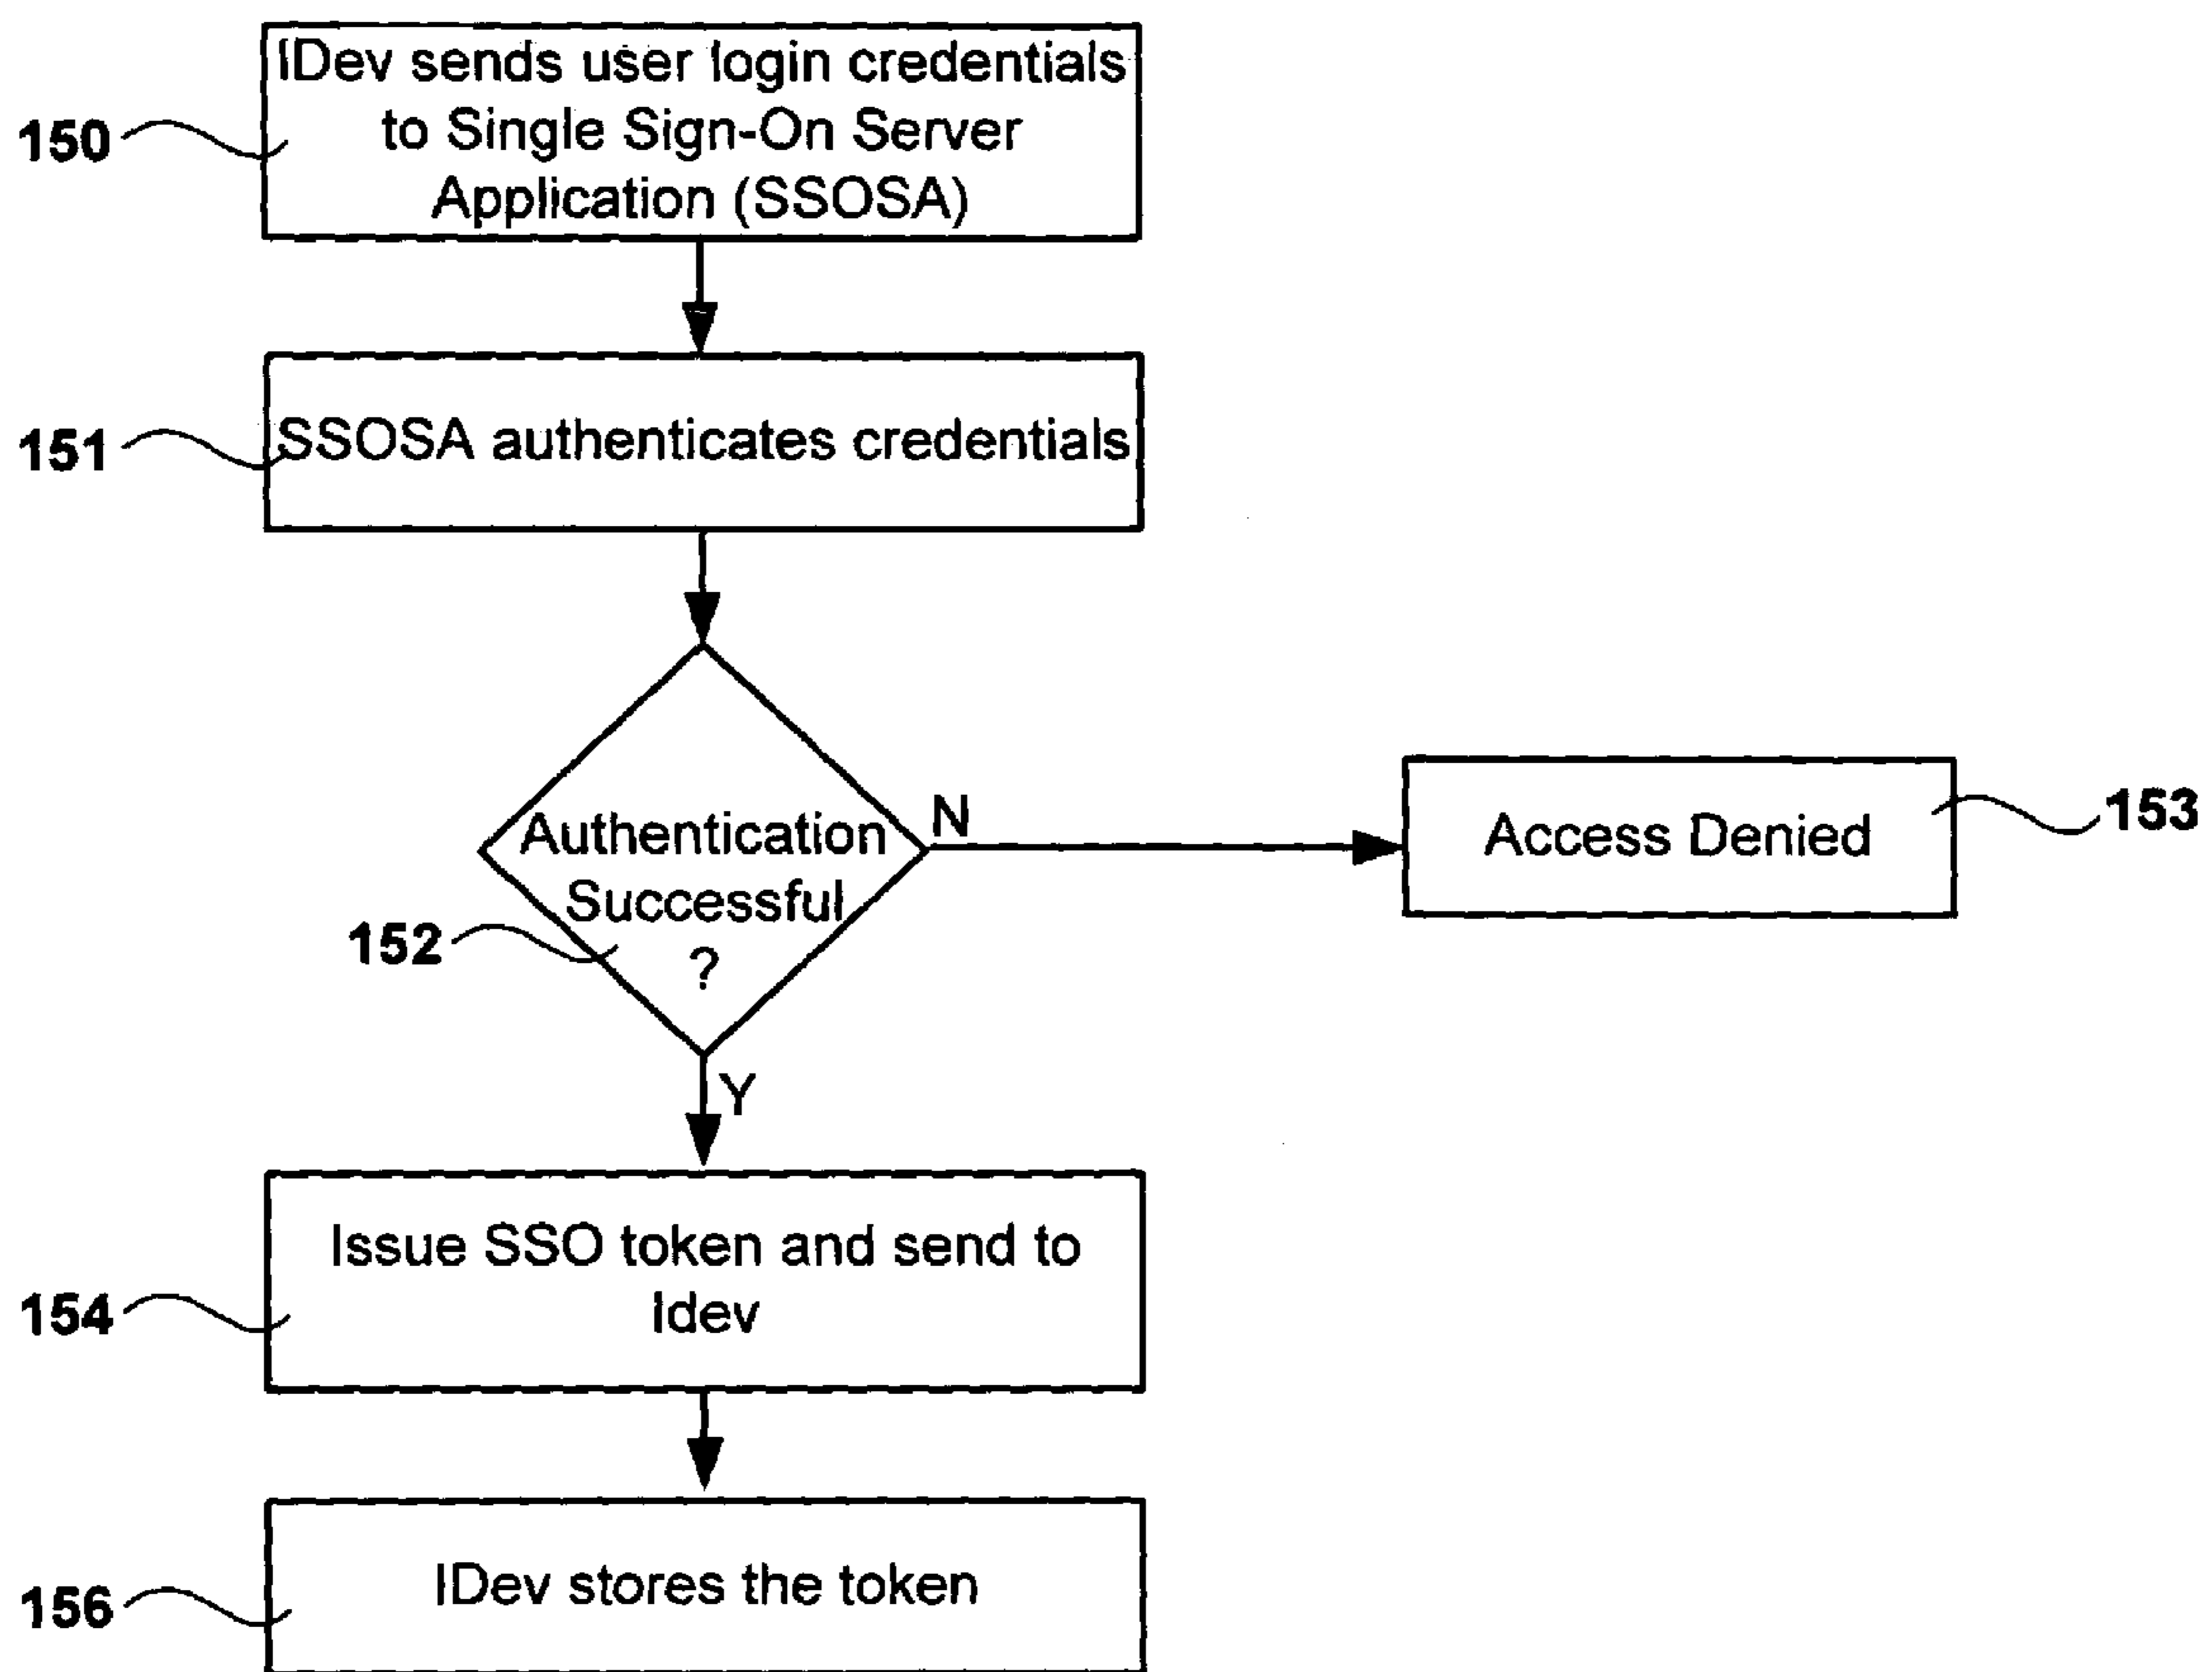 IDev sends user login credentials
to Single Sign-On Server
Application (SSOSA)
150
SSOSA authenticates credentials
151
Authentication
Successful
?
152
N
Access Denied
153
Y
Issue SSO token and send to
Idev
154
IDev stores the token
156